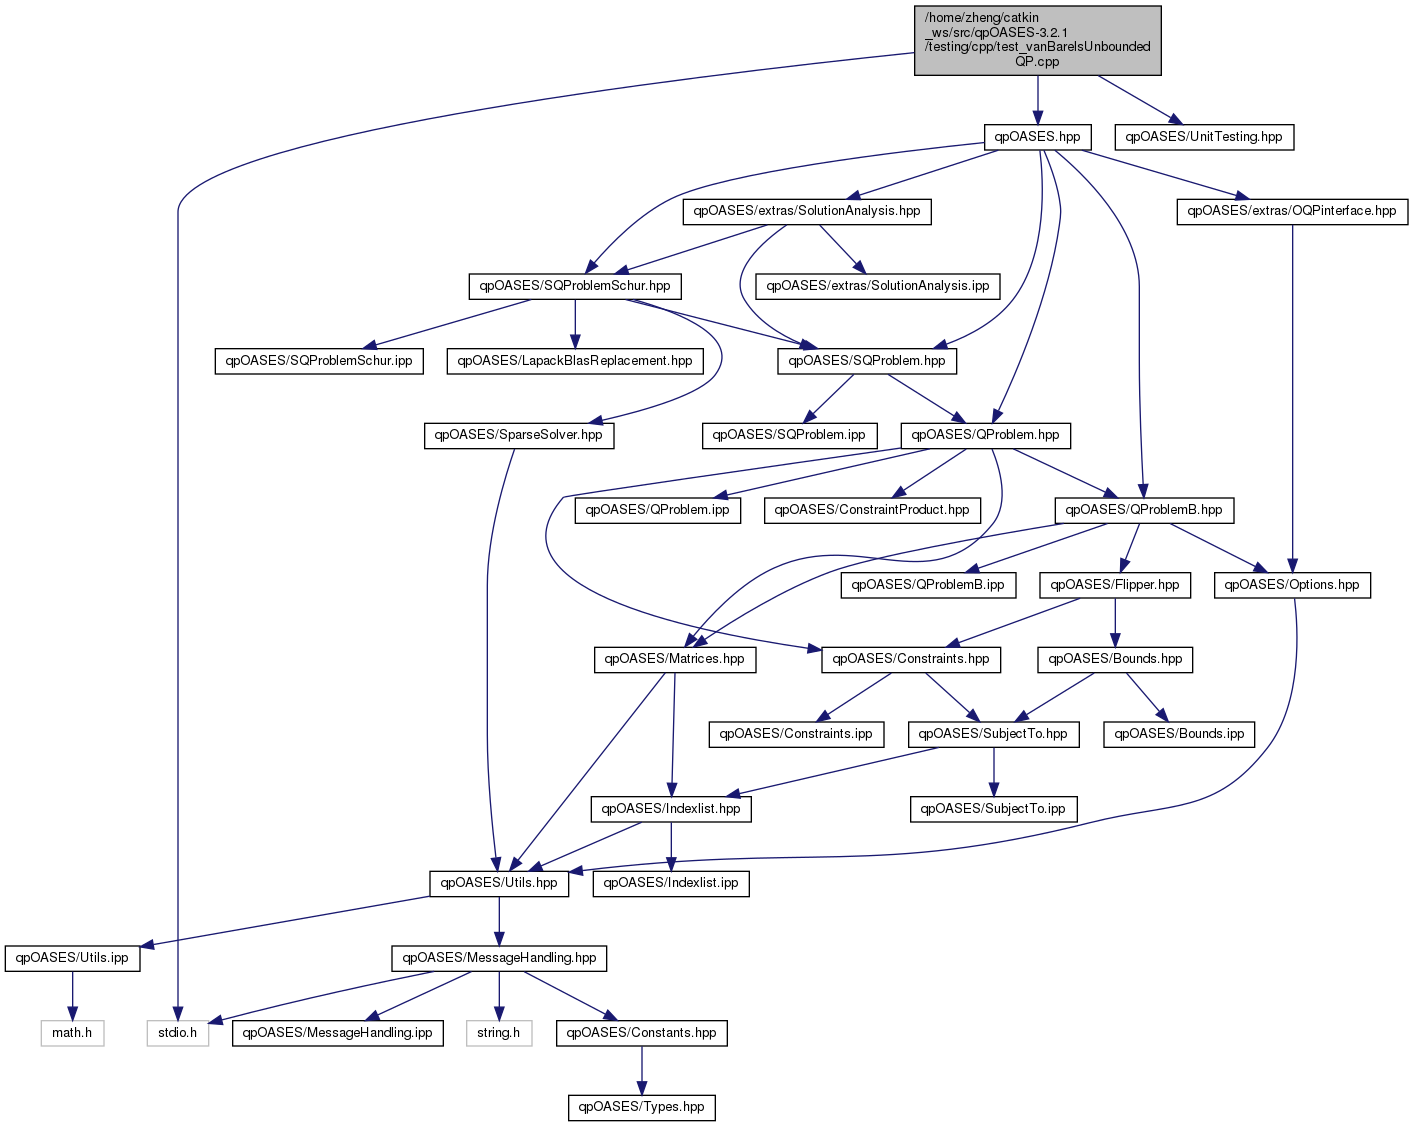 /home/zheng/catkin
_ws/src/qpOASES-3.2.1
/testing/cpp/test_vanBarelsUnbounded
QP.cpp
qpOASES.hpp
qpOASES/UnitTesting.hpp
qpOASES/extras/SolutionAnalysis.hpp
qpOASES/extras/OQPinterface.hpp
qpOASES/SQProblemSchur.hpp
qpOASES/extras/SolutionAnalysis.ipp
qpOASES/SQProblemSchur.ipp
qpOASES/LapackBlasReplacement.hpp
qpOASES/SQProblem.hpp
qpOASES/SparseSolver.hpp
qpOASES/SQProblem.ipp
qpOASES/QProblem.hpp
qpOASES/QProblem.ipp
qpOASES/ConstraintProduct.hpp
qpOASES/QProblemB.hpp
qpOASES/QProblemB.ipp
qpOASES/Flipper.hpp
qpOASES/Options.hpp
qpOASES/Matrices.hpp
qpOASES/Constraints.hpp
qpOASES/Bounds.hpp
qpOASES/Constraints.ipp
qpOASES/SubjectTo.hpp
qpOASES/Bounds.ipp
qpOASES/Indexlist.hpp
qpOASES/SubjectTo.ipp
qpOASES/Utils.hpp
qpOASES/Indexlist.ipp
qpOASES/Utils.ipp
qpOASES/MessageHandling.hpp
math.h
stdio.h
qpOASES/MessageHandling.ipp
string.h
qpOASES/Constants.hpp
qpOASES/Types.hpp